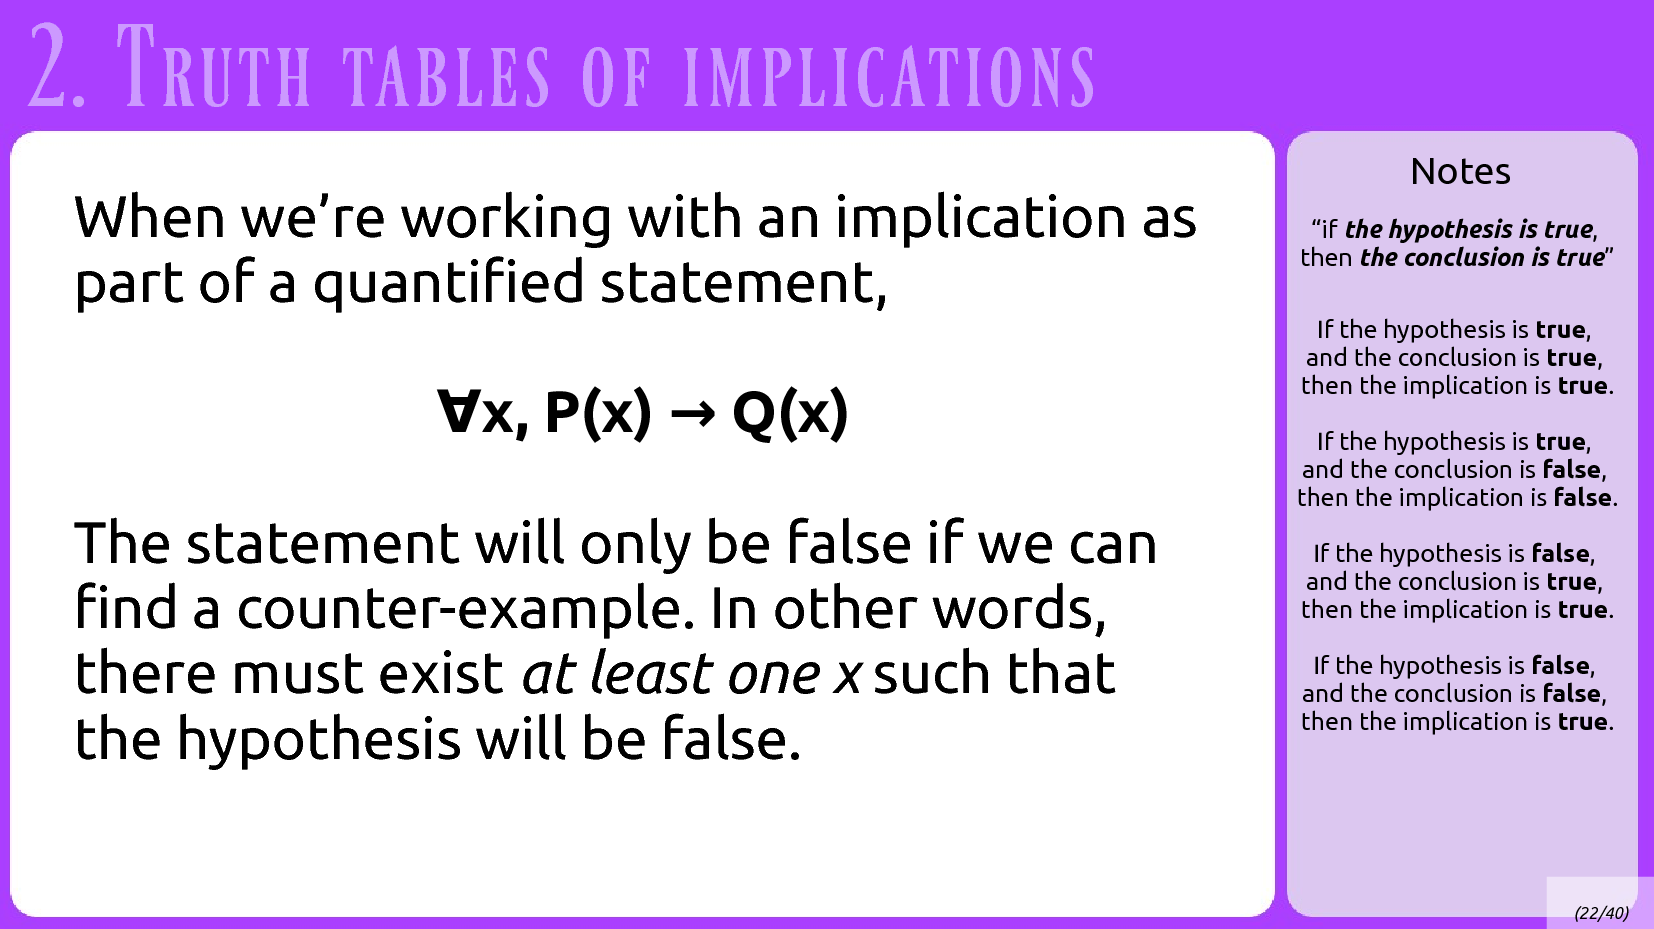 2. Truth tables of implications
When we’re working with an implication as
part of a quantified statement,
∀x, P(x) → Q(x)
The statement will only be false if we can
find a counter-example. In other words,
there must exist at least one x such that
the hypothesis will be false.
Notes
“if the hypothesis is true,
then the conclusion is true”
If the hypothesis is true,
and the conclusion is true,
then the implication is true.
If the hypothesis is true,
and the conclusion is false,
then the implication is false.
If the hypothesis is false,
and the conclusion is true,
then the implication is true.
If the hypothesis is false,
and the conclusion is false,
then the implication is true.
(22/40)